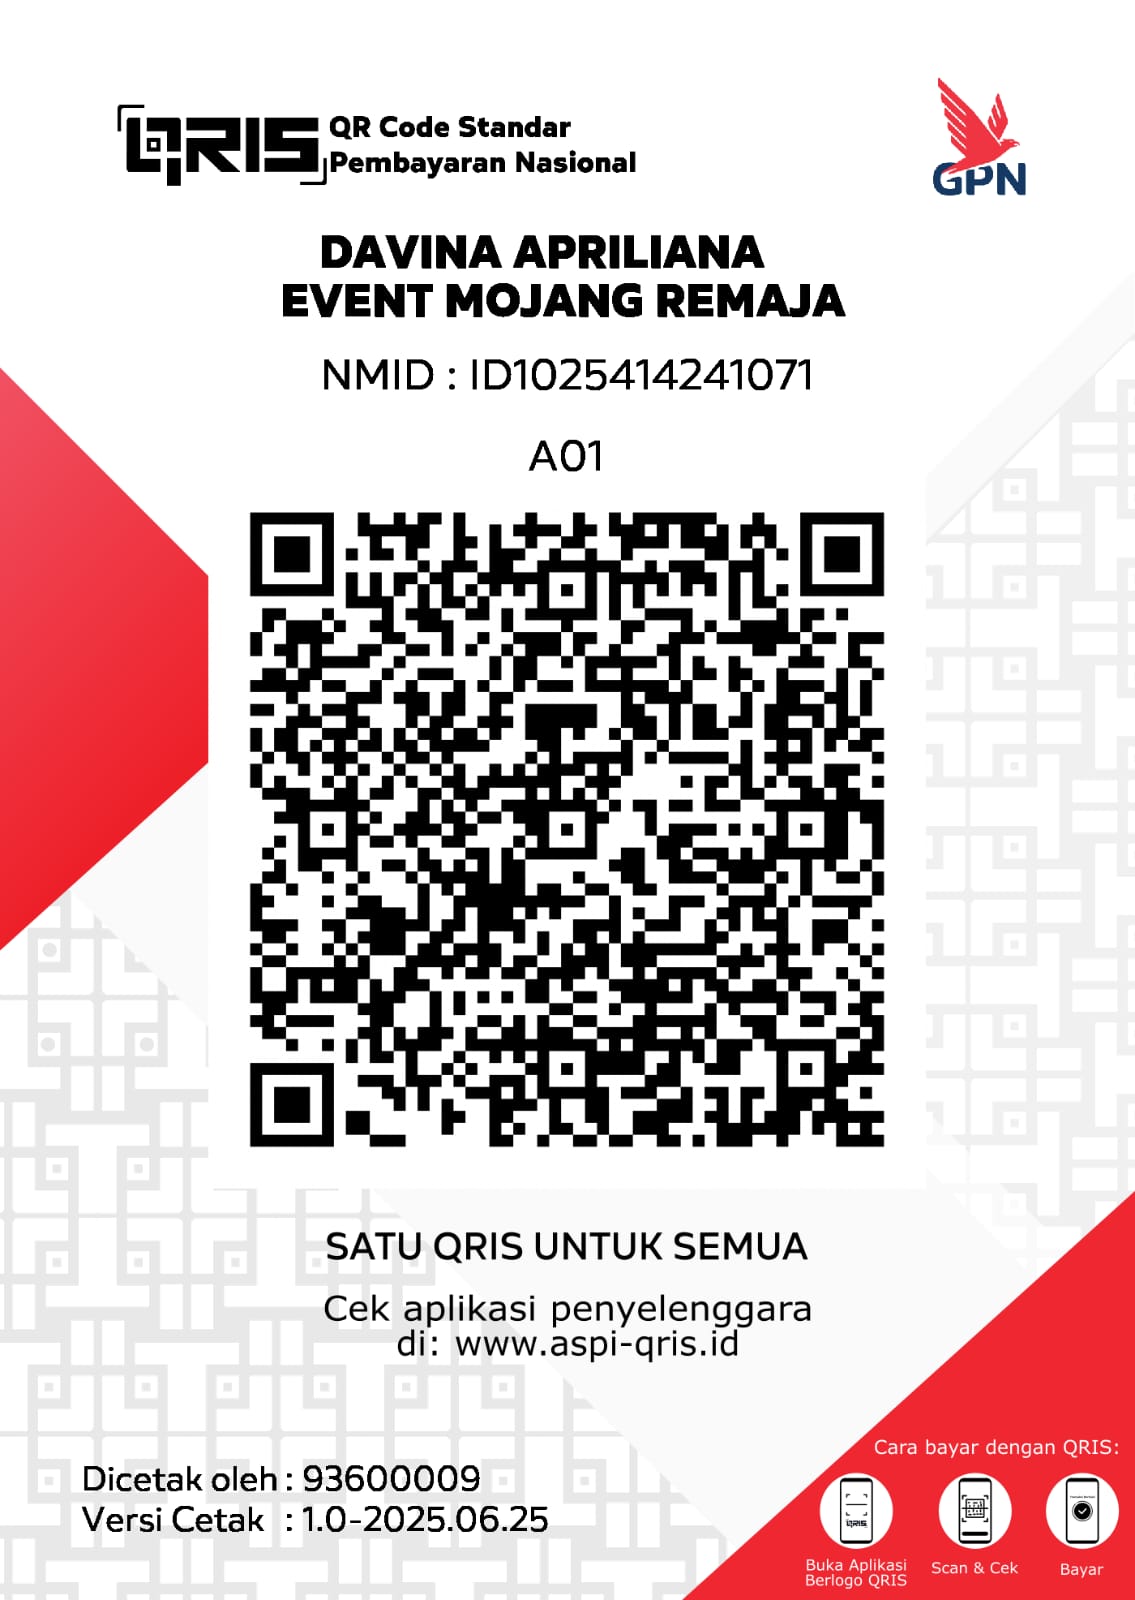 QRIS
QR Code Standar
Pembayaran Nasional
GPN
DAVINA APRILIANA
EVENT MOJANG REMAJA
NMID : ID1025414241071
A01
SATU QRIS UNTUK SEMUA
Cek aplikasi penyelenggara
di: www.aspi-qris.id
Dicetak oleh : 93600009
Versi Cetak : 1.0-2025.06.25
Cara bayar dengan QRIS:
QRIS
Buka Aplikasi
Berlogo QRIS
Scan & Cek
Bayar